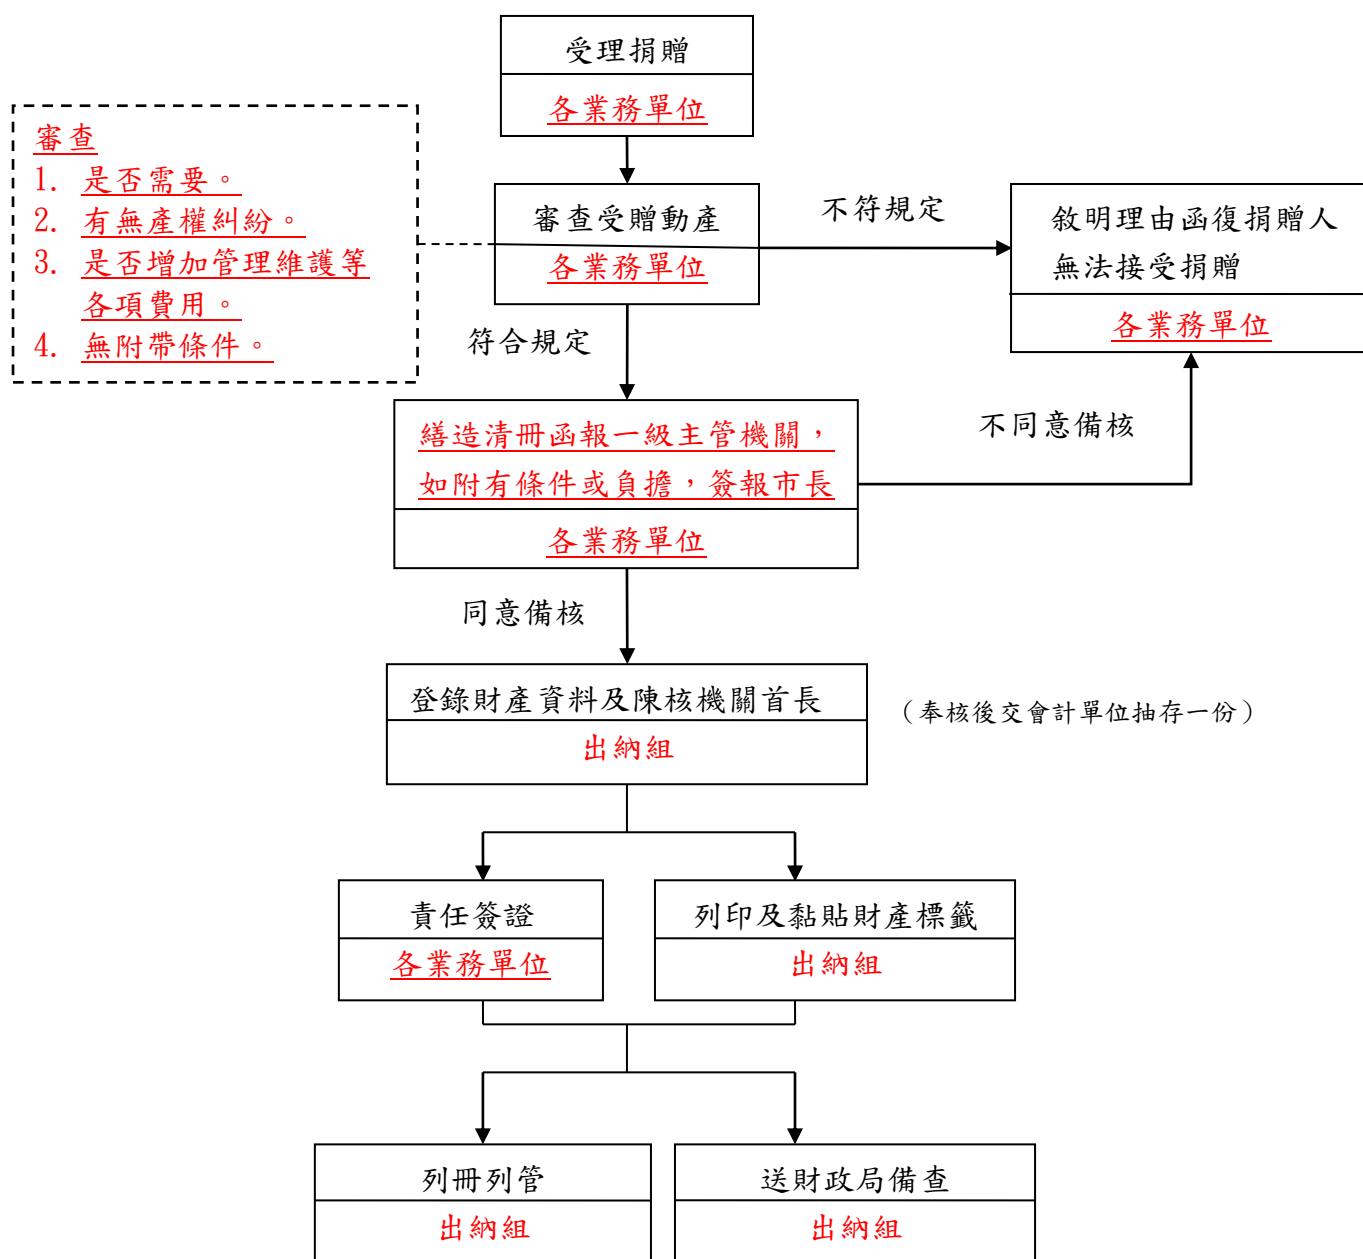 受理捐贈
各業務單位
審查
1. 是否需要。
2. 有無產權糾紛。
3. 是否增加管理維護等
各項費用。
4. 無附帶條件。
審查受贈動產
各業務單位
不符規定
敘明理由函復捐贈人
無法接受捐贈
各業務單位
符合規定
繕造清冊函報一級主管機關，
如附有條件或負擔，簽報市長
各業務單位
不同意備核
同意備核
登錄財產資料及陳核機關首長
出納組
（奉核後交會計單位抽存一份）
責任簽證
各業務單位
列印及黏貼財產標籤
出納組
列冊列管
出納組
送財政局備查
出納組